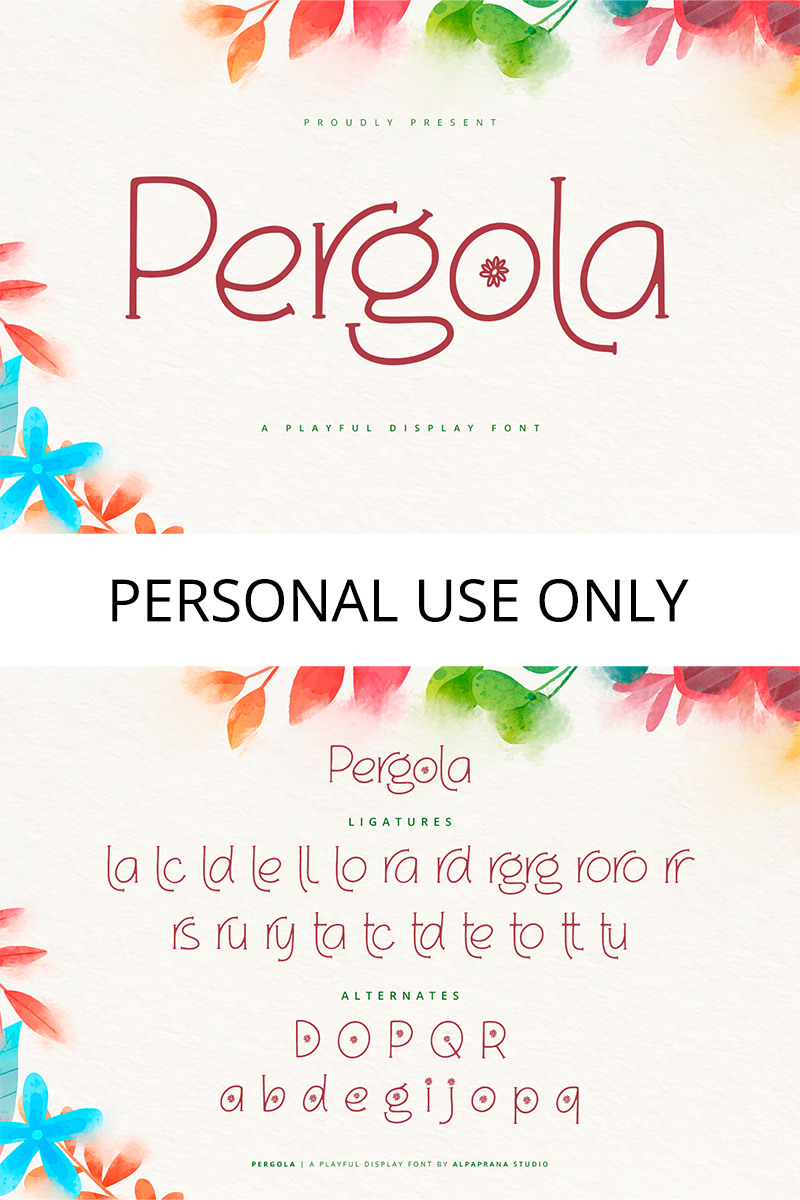 PROUDLY PRESENT
Pergola
A PLAYFUL DISPLAY FONT
PERSONAL USE ONLY
Pergola
LIGATURES
la lc ld le ll lo ra rd rgrg roro rr
rs ru ry ta tc td te to tt tu
ALTERNATES
D O P Q R
a b d e g i j o p q
PERGOLA | A PLAYFUL DISPLAY FONT BY ALPAPRANA STUDIO